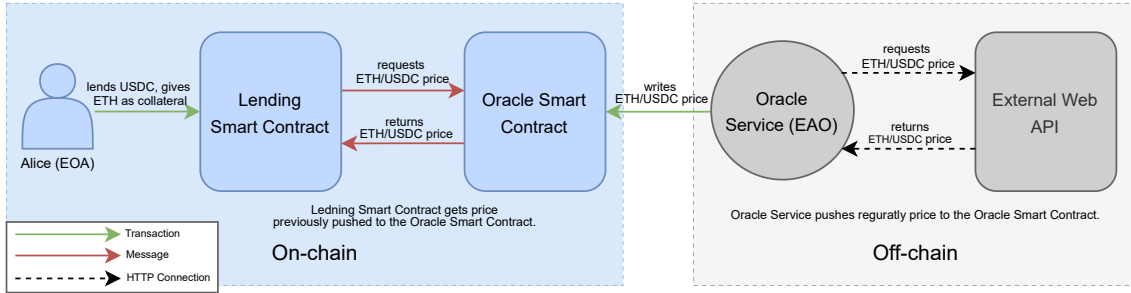 lends USDC, gives
ETH as collateral
Alice (EOA)
Lending
Smart Contract
requests
ETH/USDC price
returns
ETH/USDC price
Oracle Smart
Contract
writes
ETH/USDC price
Oracle
Service (EAO)
requests
ETH/USDC price
returns
ETH/USDC price
External Web
API
Ledning Smart Contract gets price
previously pushed to the Oracle Smart Contract.
Oracle Service pushes reguratly price to the Oracle Smart Contract.
Transaction
Message
HTTP Connection
On-chain
Off-chain